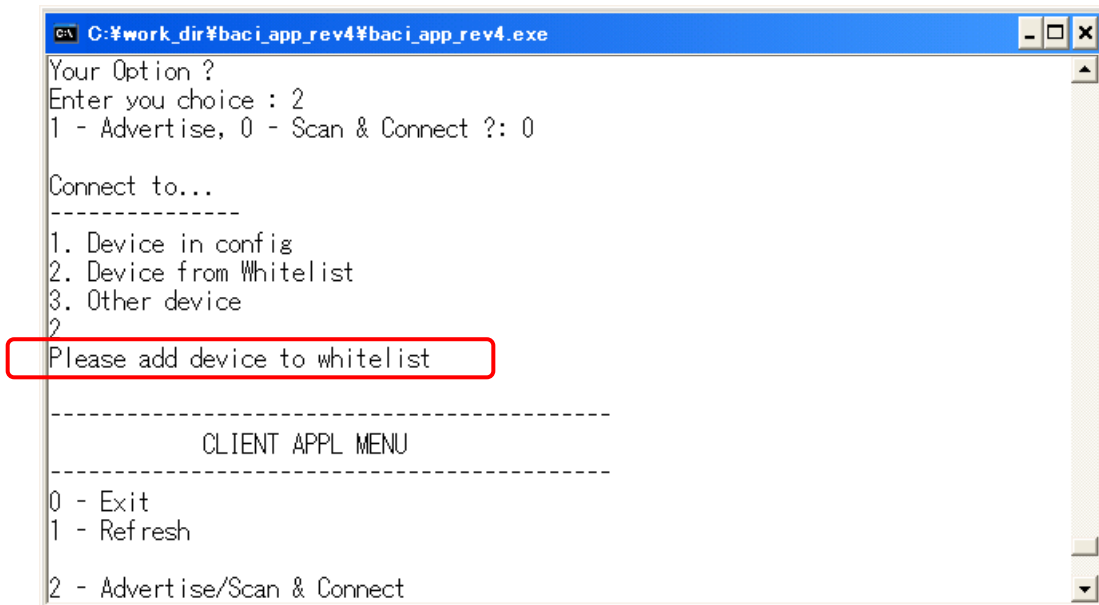 C:¥work_dir¥baci_app_rev4¥baci_app_rev4.exe
Your Option ?
Enter you choice : 2
1 - Advertise, 0 - Scan & Connect ?: 0
Connect to...
---------------
1. Device in config
2. Device from Whitelist
3. Other device
2
Please add device to whitelist
--------------------------------------------
CLIENT APPL MENU
--------------------------------------------
0 - Exit
1 - Refresh
2 - Advertise/Scan & Connect